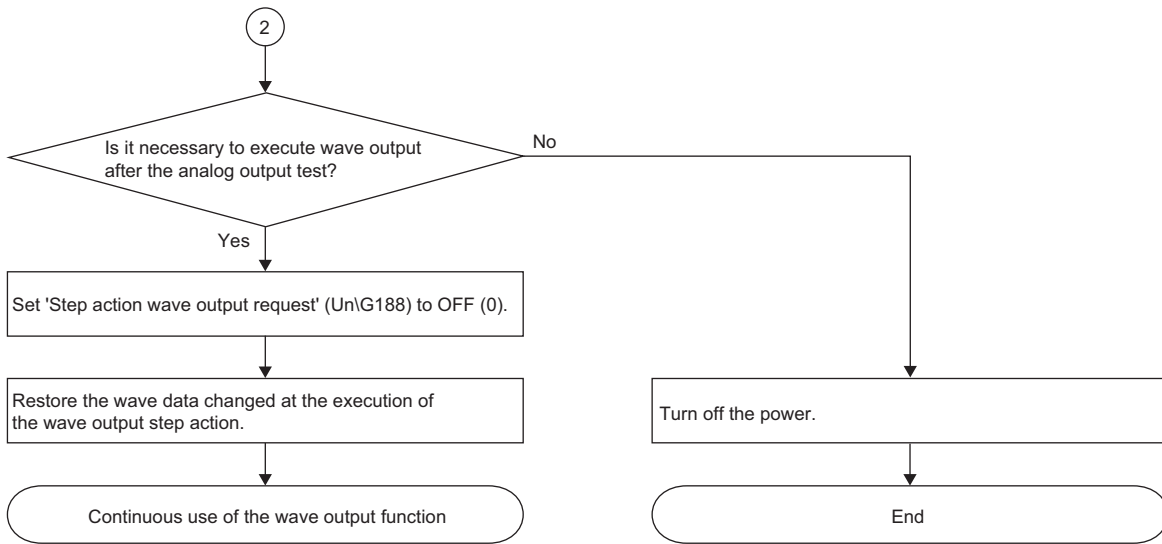 2
Is it necessary to execute wave output
after the analog output test?
No
Yes
Set 'Step action wave output request' (Un\G188) to OFF (0).
Restore the wave data changed at the execution of
the wave output step action.
Turn off the power.
Continuous use of the wave output function
End